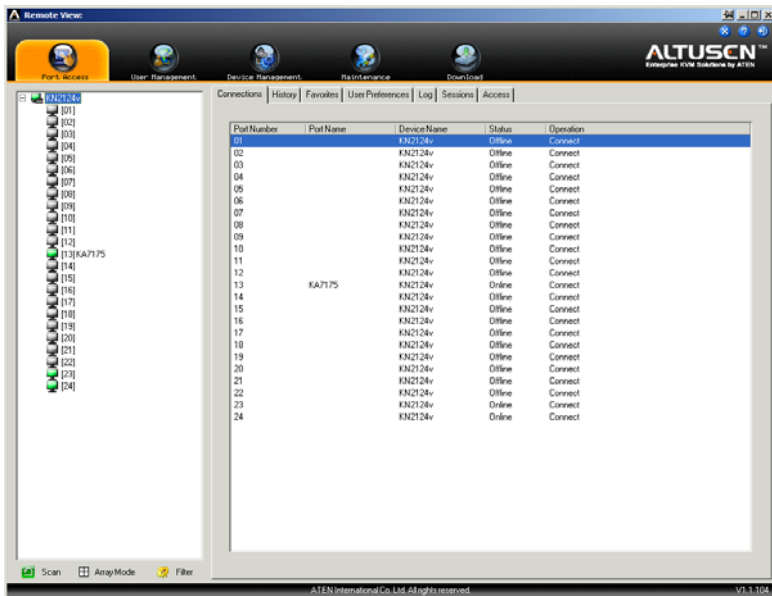 Remote View:
Port Access User Management Device Management Maintenance Download
ALTUSEN™
Enterprise KVM Solutions by ATEN
KN2124v
[01]
[02]
[03]
[04]
[05]
[06]
[07]
[08]
[09]
[10]
[11]
[12]
[13]KA7175
[14]
[15]
[16]
[17]
[18]
[19]
[20]
[21]
[22]
[23]
[24]
Scan Array Mode Filter
Connections History Favorites User Preferences Log Sessions Access
Port Number Port Name Device Name Status Operation
01 KN2124v Offline Connect
02 KN2124v Offline Connect
03 KN2124v Offline Connect
04 KN2124v Offline Connect
05 KN2124v Offline Connect
06 KN2124v Offline Connect
07 KN2124v Offline Connect
08 KN2124v Offline Connect
09 KN2124v Offline Connect
10 KN2124v Offline Connect
11 KN2124v Offline Connect
12 KN2124v Offline Connect
13 KA7175 KN2124v Online Connect
14 KN2124v Offline Connect
15 KN2124v Offline Connect
16 KN2124v Offline Connect
17 KN2124v Offline Connect
18 KN2124v Offline Connect
19 KN2124v Offline Connect
20 KN2124v Offline Connect
21 KN2124v Offline Connect
22 KN2124v Offline Connect
23 KN2124v Online Connect
24 KN2124v Online Connect
ATEN International Co. Ltd. All rights reserved. V1.1.104